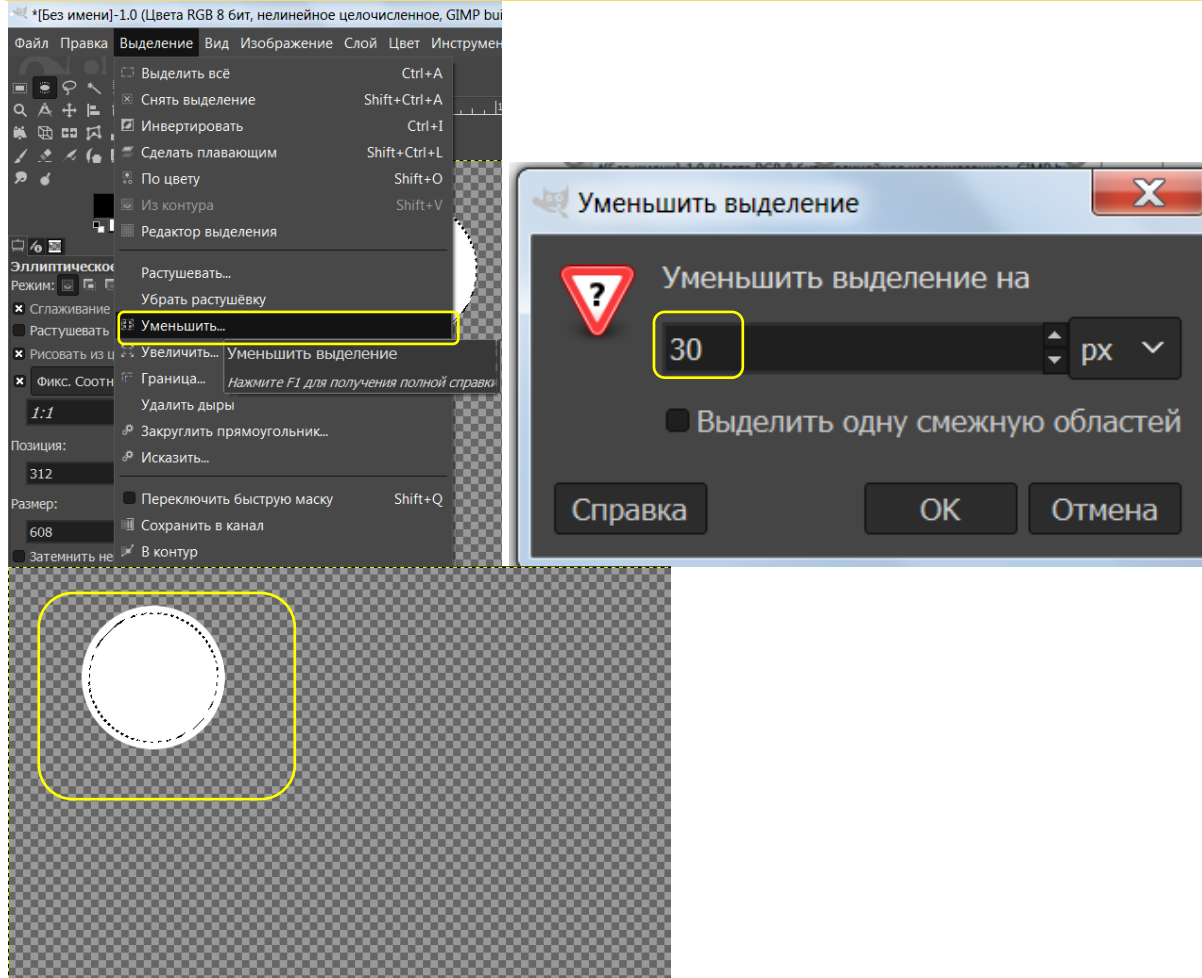 *[Без имени]-1.0 (Цвета RGB 8 бит, нелинейное целочисленное, GIMP bui
Файл Правка Выделение Вид Изображение Слой Цвет Инструмен
Выделить всё Ctrl+A
Снять выделение Shift+Ctrl+A
Инвертировать Ctrl+I
Сделать плавающим Shift+Ctrl+L
По цвету Shift+O
Из контура Shift+V
Редактор выделения
Растушевать...
Убрать растушёвку
Уменьшить...
Увеличить...
Уменьшить выделение
Граница...
Нажмите F1 для получения полной справки
Удалить дыры
Закруглить прямоугольник...
Исказить...
Переключить быструю маску Shift+Q
Сохранить в канал
В контур
Эллиптическое
Режим:
Сглаживание
Растушевать
Рисовать из ц
Фикс. Соотн
1:1
Позиция:
312
Размер:
608
Затемнить не
Уменьшить выделение
Уменьшить выделение на
30 px
Выделить одну смежную областей
Справка OK Отмена